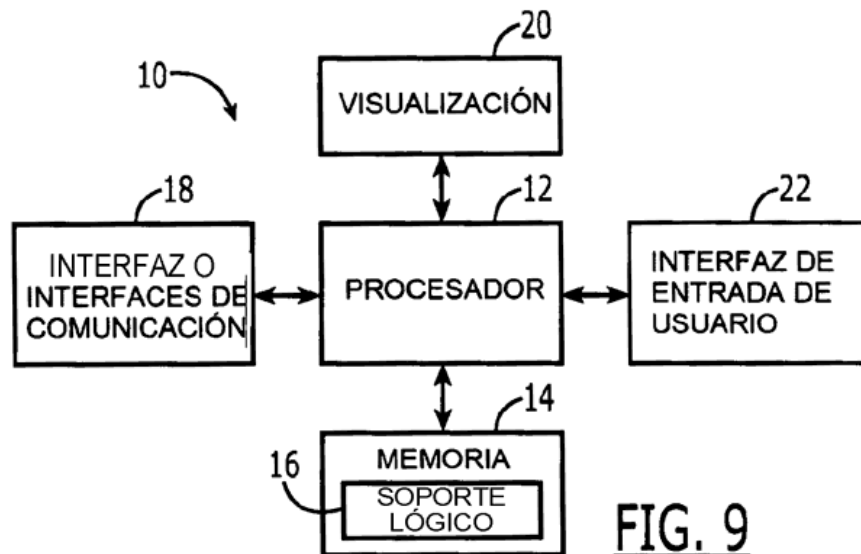 20
10
VISUALIZACIÓN
18
12
22
INTERFAZ O
INTERFACES DE
COMUNICACIÓN
PROCESADOR
INTERFAZ DE
ENTRADA DE
USUARIO
14
MEMORIA
16
SOPORTE
LÓGICO
FIG. 9